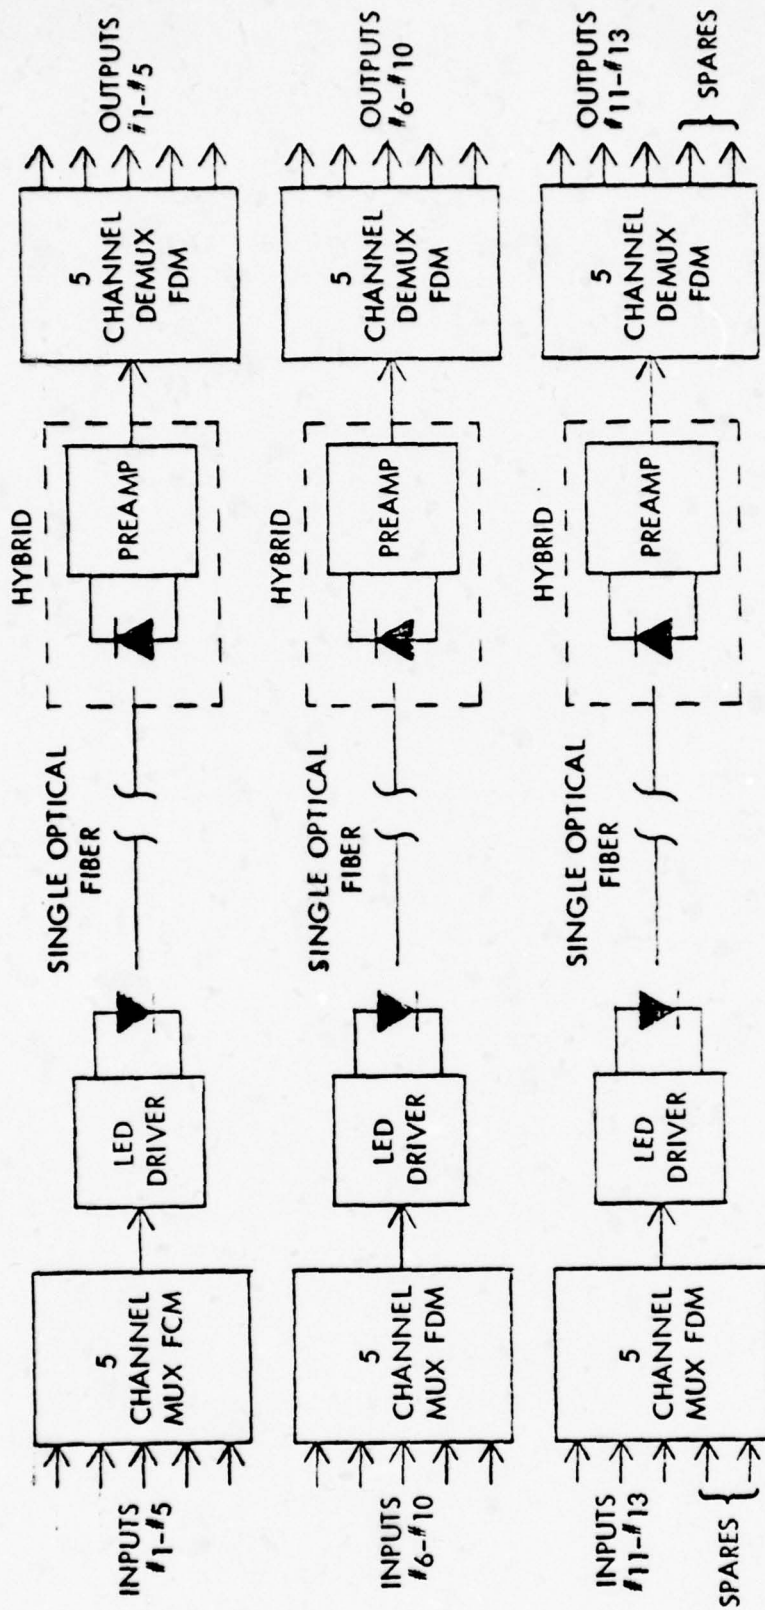 INPUTS
#1-#5
5
CHANNEL
MUX FCM
LED
DRIVER
SINGLE OPTICAL
FIBER
HYBRID
PREAMP
5
CHANNEL
DEMUX
FDM
OUTPUTS
#1-#5
INPUTS
#6-#10
5
CHANNEL
MUX FDM
LED
DRIVER
SINGLE OPTICAL
FIBER
HYBRID
PREAMP
5
CHANNEL
DEMUX
FDM
OUTPUTS
#6-#10
INPUTS
#11-#13
SPARES
5
CHANNEL
MUX FDM
LED
DRIVER
SINGLE OPTICAL
FIBER
HYBRID
PREAMP
5
CHANNEL
DEMUX
FDM
OUTPUTS
#11-#13
SPARES